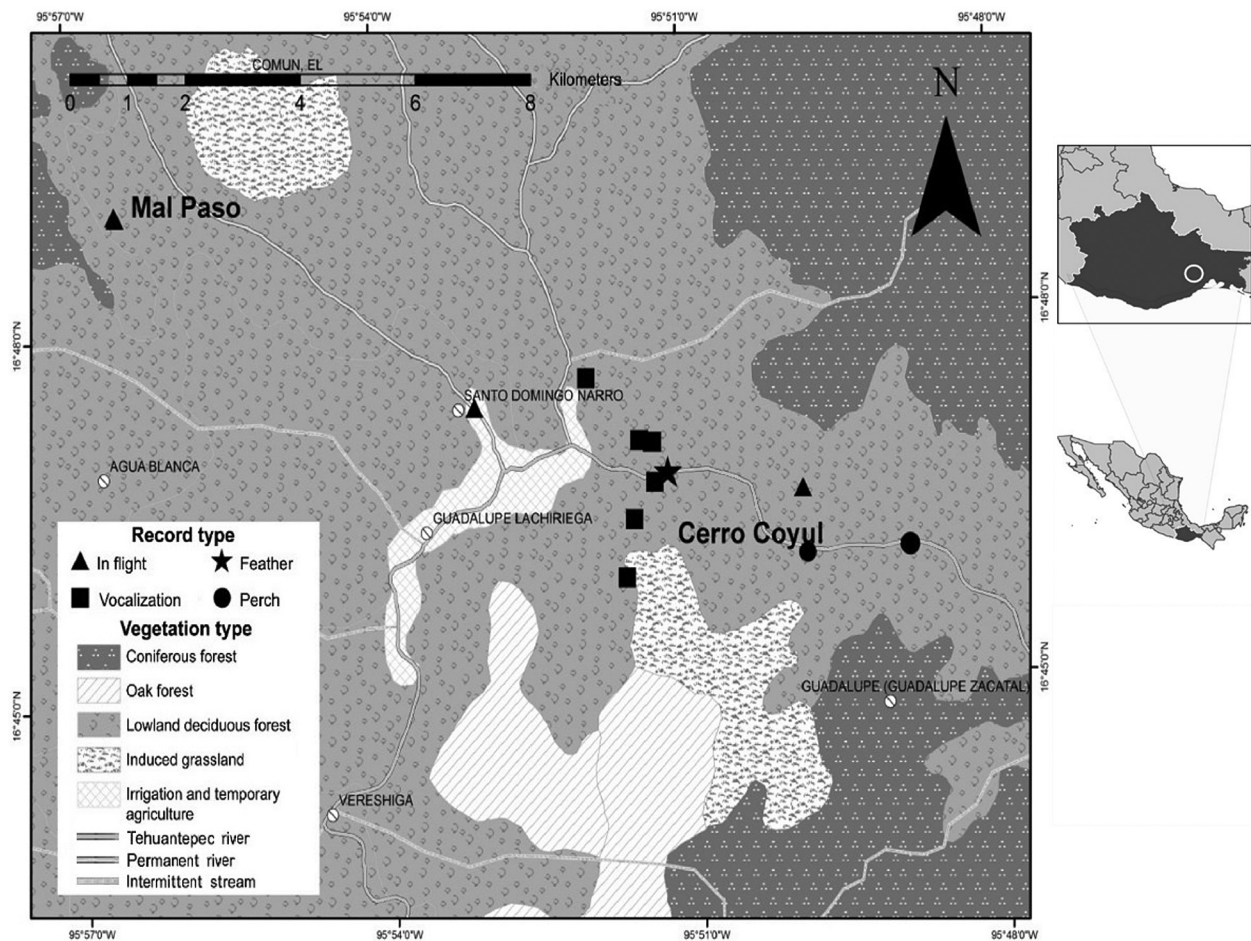 95°57'0"W
95°54'0"W
95°51'0"W
95°48'0"W
COMUN, EL
Kilometers
0 1 2 4 6 8
N
Mal Paso
16°48'0"N
16°48'0"N
SANTO DOMINGO NARRO
AGUA BLANCA
GUADALUPE LACHIRIEGA
Cerro Coyul
Record type
In flight
Feather
Vocalization
Perch
Vegetation type
Coniferous forest
Oak forest
Lowland deciduous forest
Induced grassland
Irrigation and temporary
agriculture
Tehuantepec river
Permanent river
Intermittent stream
16°45'0"N
16°45'0"N
GUADALUPE (GUADALUPE ZACATAL)
VERESHIGA
95°57'0"W
95°54'0"W
95°51'0"W
95°48'0"W